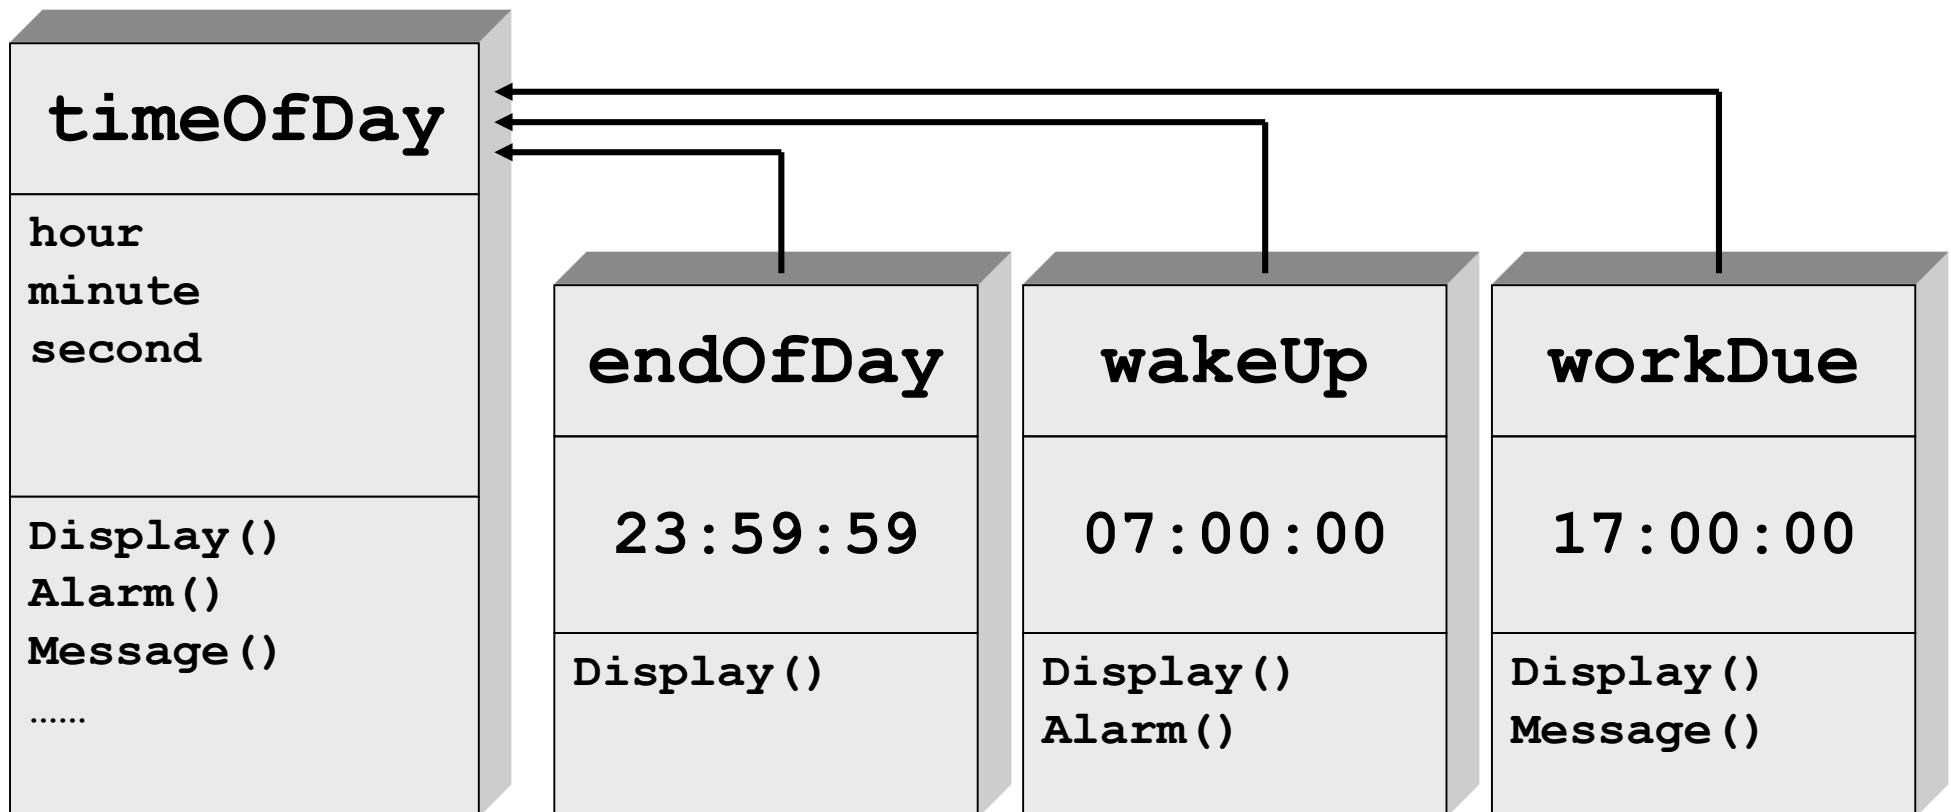 timeOfDay
hour
minute
second
Display()
Alarm()
Message()
……
endOfDay
23:59:59
Display()
wakeUp
07:00:00
Display()
Alarm()
workDue
17:00:00
Display()
Message()